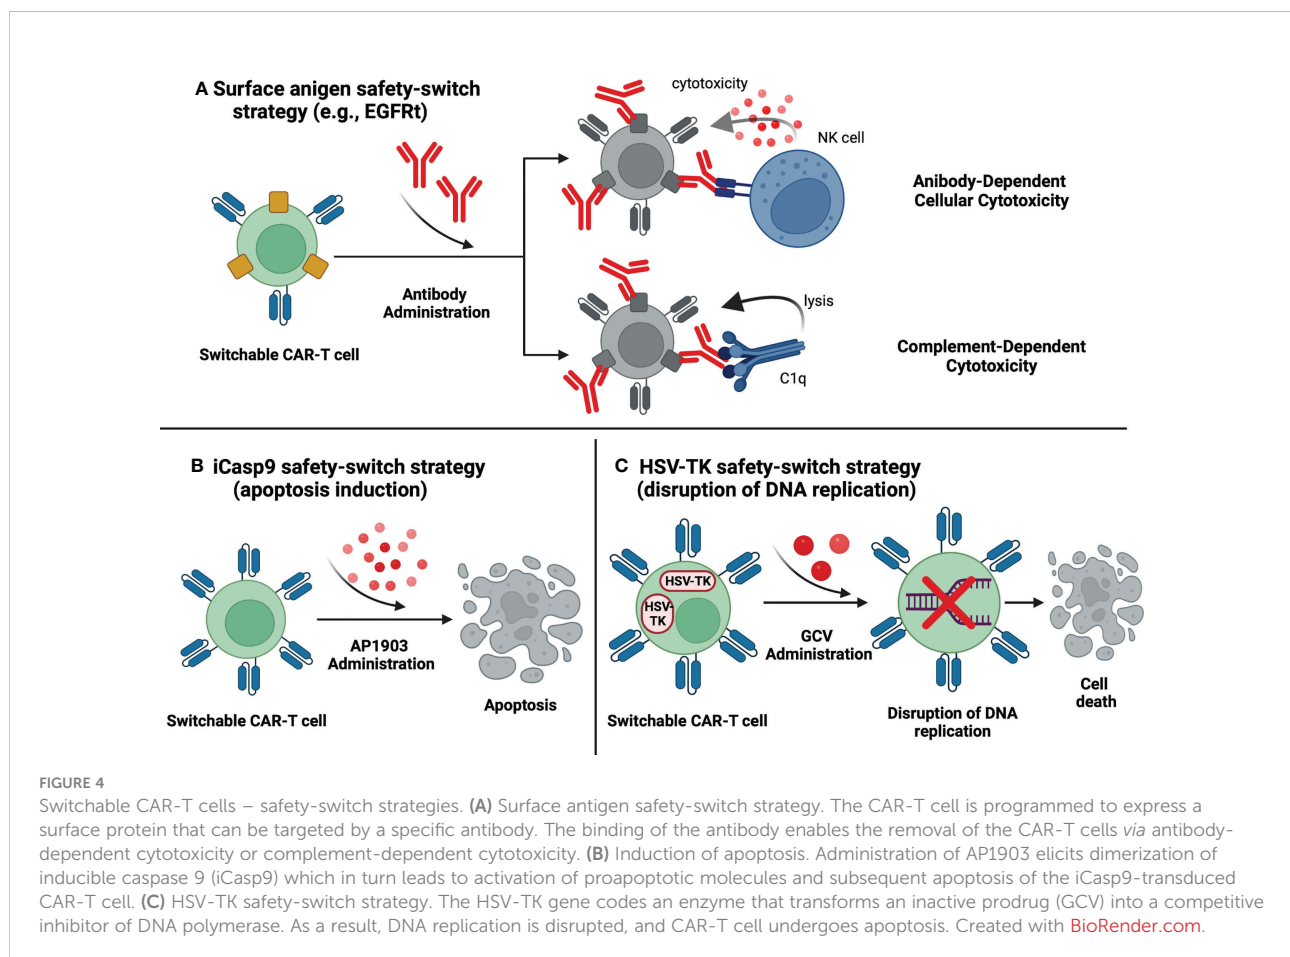 A Surface anigen safety-switch
strategy (e.g., EGFRt)
cytotoxicity
NK cell
Anibody-Dependent
Cellular Cytotoxicity
Antibody
Administration
Switchable CAR-T cell
lysis
C1q
Complement-Dependent
Cytotoxicity
B iCasp9 safety-switch strategy
(apoptosis induction)
AP1903
Administration
Apoptosis
Switchable CAR-T cell
C HSV-TK safety-switch strategy
(disruption of DNA replication)
HSV-TK
HSV-
TK
GCV
Administration
Switchable CAR-T cell
Disruption of DNA
replication
Cell
death
FIGURE 4
Switchable CAR-T cells – safety-switch strategies. (A) Surface antigen safety-switch strategy. The CAR-T cell is programmed to express a
surface protein that can be targeted by a specific antibody. The binding of the antibody enables the removal of the CAR-T cells via antibody-
dependent cytotoxicity or complement-dependent cytotoxicity. (B) Induction of apoptosis. Administration of AP1903 elicits dimerization of
inducible caspase 9 (iCasp9) which in turn leads to activation of proapoptotic molecules and subsequent apoptosis of the iCasp9-transduced
CAR-T cell. (C) HSV-TK safety-switch strategy. The HSV-TK gene codes an enzyme that transforms an inactive prodrug (GCV) into a competitive
inhibitor of DNA polymerase. As a result, DNA replication is disrupted, and CAR-T cell undergoes apoptosis. Created with BioRender.com.